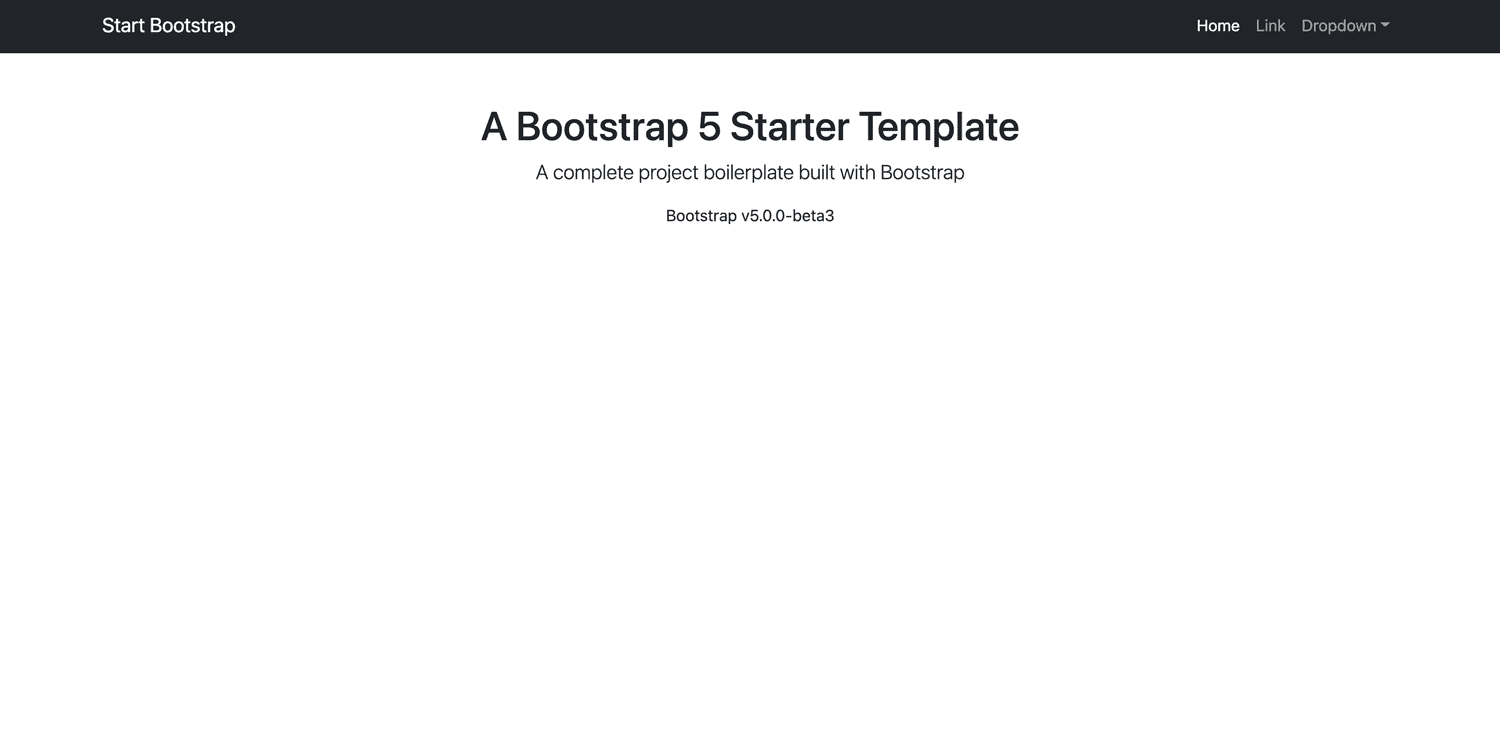 Start Bootstrap
Home Link Dropdown
A Bootstrap 5 Starter Template
A complete project boilerplate built with Bootstrap
Bootstrap v5.0.0-beta3